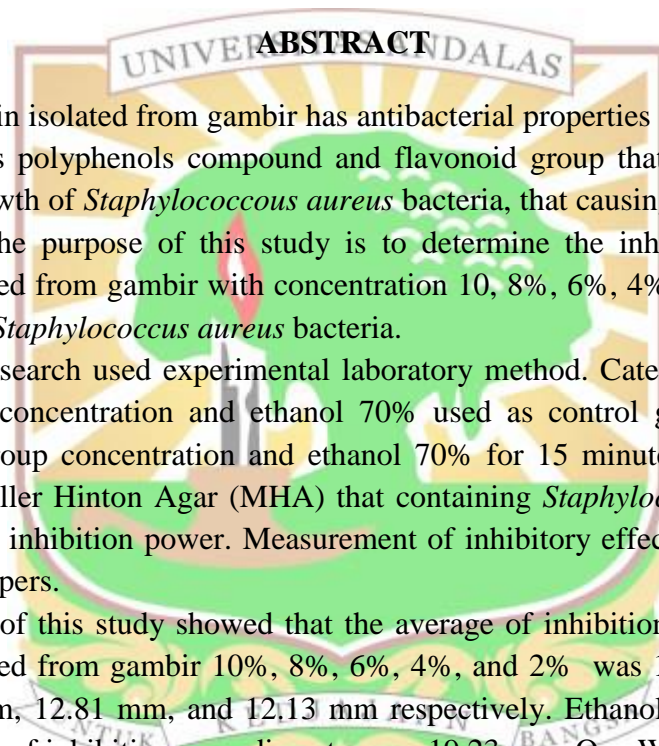 ABSTRACT
UNIVERSITAS ANDALAS
in isolated from gambir has antibacterial properties
s polyphenols compound and flavonoid group that
wth of Staphylococcous aureus bacteria, that causin
he purpose of this study is to determine the inh
ed from gambir with concentration 10, 8%, 6%, 4%
Staphylococcus aureus bacteria.
search used experimental laboratory method. Cate
concentration and ethanol 70% used as control g
oup concentration and ethanol 70% for 15 minute
ller Hinton Agar (MHA) that containing Staphyloc
inhibition power. Measurement of inhibitory effec
pers.
of this study showed that the average of inhibition
ed from gambir 10%, 8%, 6%, 4%, and 2% was 1
m, 12.81 mm, and 12.13 mm respectively. Ethanol